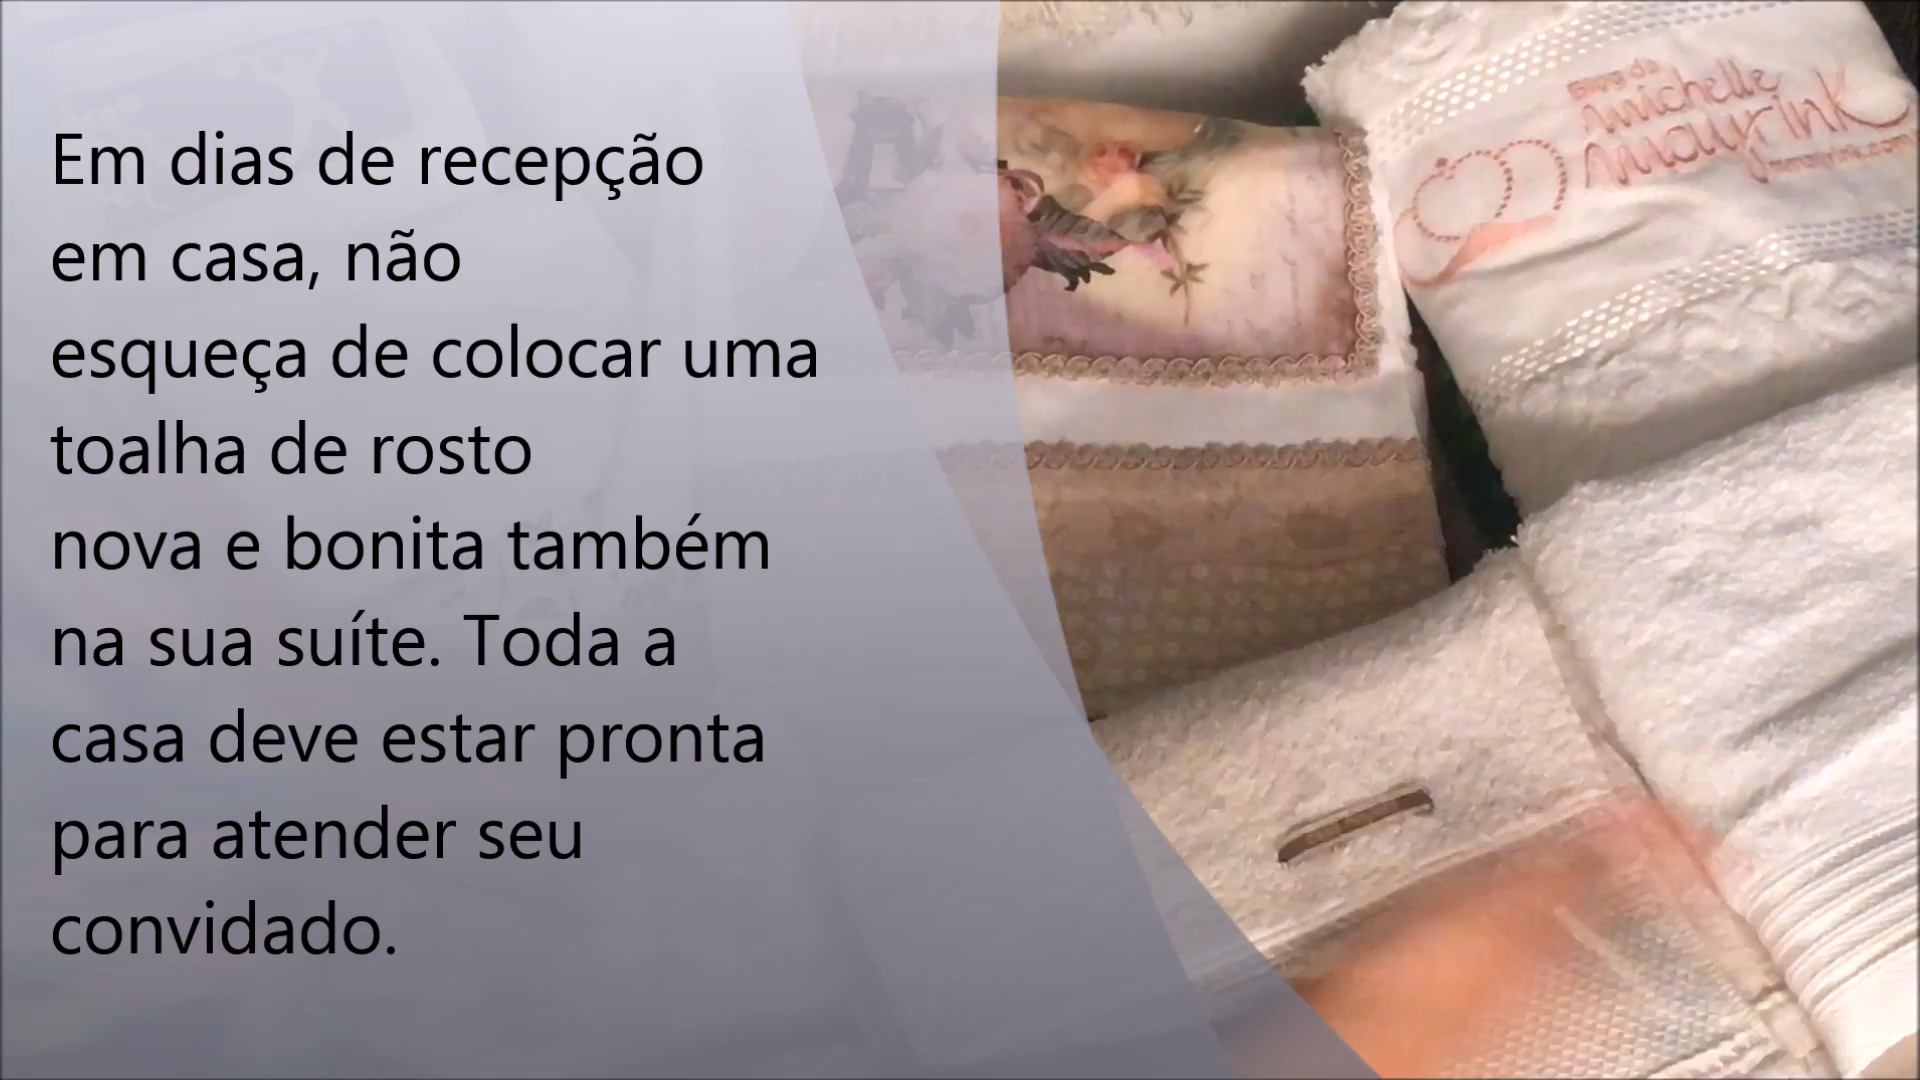 Em dias de recepção
em casa, não
esqueça de colocar uma
toalha de rosto
nova e bonita também
na sua suíte. Toda a
casa deve estar pronta
para atender seu
convidado.
michelle
mayrink